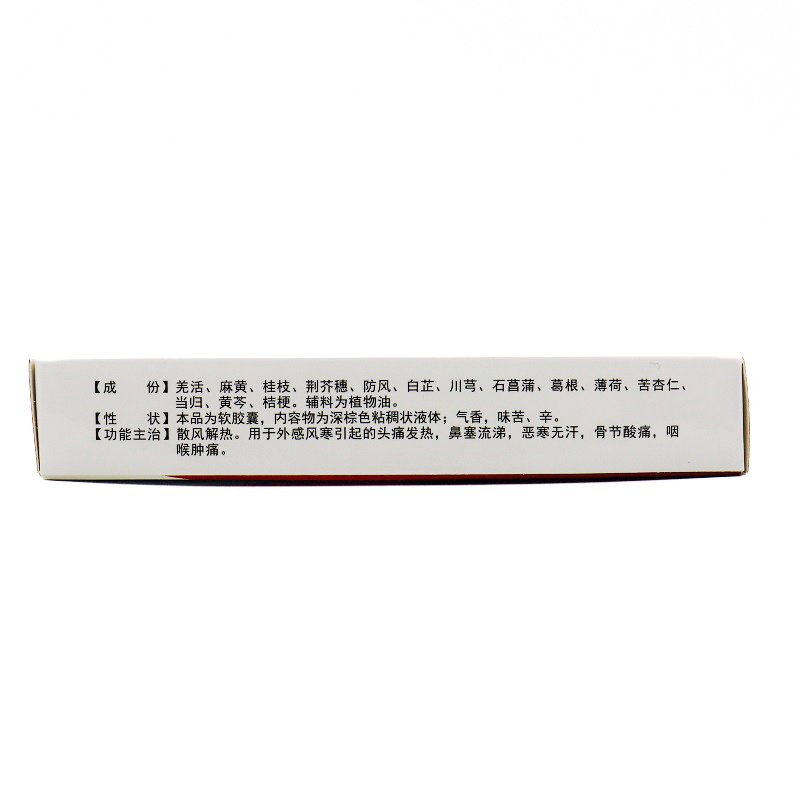 【成 份】羌活、麻黄、桂枝、荆芥穗、防风、白芷、川芎、石菖蒲、葛根、薄荷、苦杏仁、
当归、黄芩、桔梗。辅料为植物油。
【性 状】本品为软胶囊，内容物为深棕色粘稠状液体；气香，味苦、辛。
【功能主治】散风解热。用于外感风寒引起的头痛发热，鼻塞流涕，恶寒无汗，骨节酸痛，咽
喉肿痛。